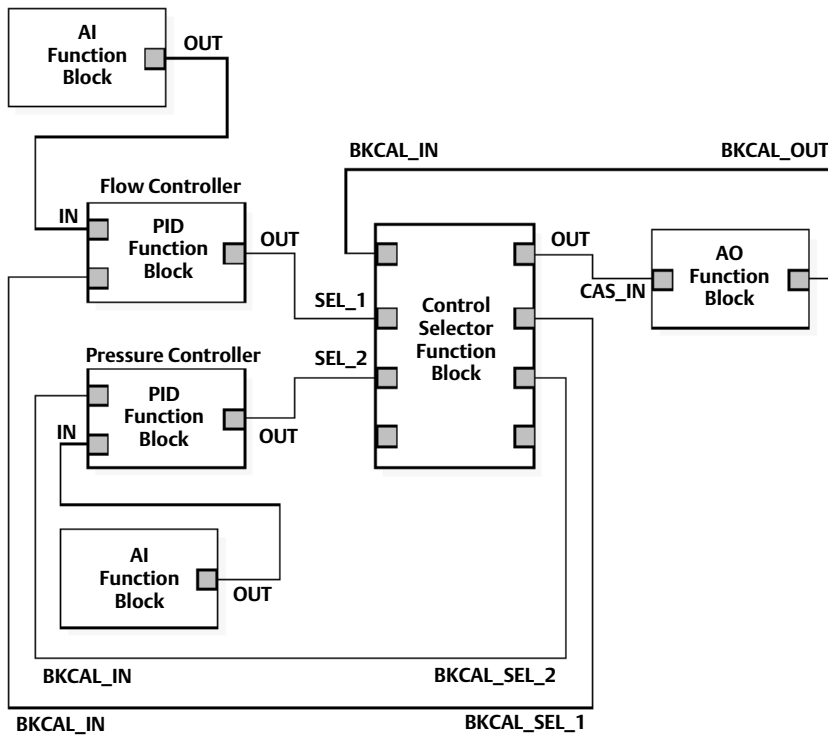 AI
Function
Block
OUT
BKCAL_IN
BKCAL_OUT
Flow Controller
IN
PID
Function
Block
OUT
SEL_1
Control
Selector
Function
Block
OUT
CAS_IN
AO
Function
Block
SEL_2
Pressure Controller
PID
Function
Block
IN
OUT
AI
Function
Block
OUT
BKCAL_IN
BKCAL_SEL_2
BKCAL_IN
BKCAL_SEL_1